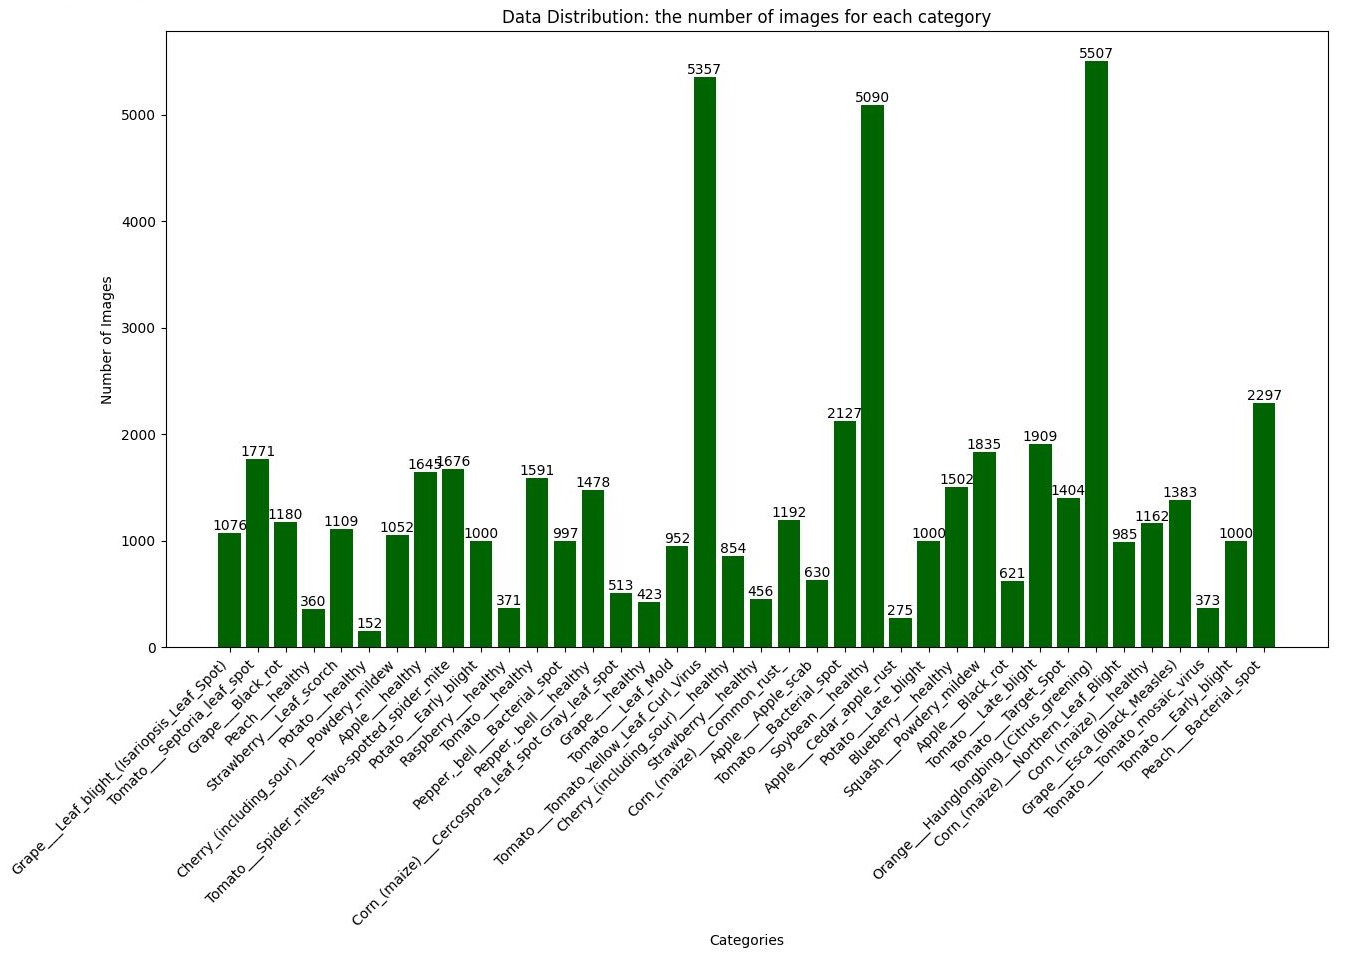 Data Distribution: the number of images for each category
Number of Images
5000
4000
3000
2000
1000
0
1076
1771
1180
360
1109
152
1052
1645
1676
1000
371
1591
997
1478
513
423
952
5357
854
456
1192
630
2127
5090
275
1000
1502
1835
621
1909
1404
5507
985
1162
1383
373
1000
2297
Grape___Leaf_blight_(Isariopsis_Leaf_Spot)
Tomato___Septoria_leaf_spot
Grape___Black_rot
Peach___healthy
Strawberry___Leaf_scorch
Potato___healthy
Cherry_(including_sour)___Powdery_mildew
Apple___healthy
Tomato___Spider_mites Two-spotted_spider_mite
Potato___Early_blight
Raspberry___healthy
Tomato___healthy
Pepper,_bell___Bacterial_spot
Pepper,_bell___healthy
Corn_(maize)___Cercospora_leaf_spot Gray_leaf_spot
Grape___healthy
Tomato___Leaf_Mold
Tomato___Tomato_Yellow_Leaf_Curl_Virus
Cherry_(including_sour)___healthy
Strawberry___healthy
Corn_(maize)___Common_rust_
Apple___Apple_scab
Tomato___Bacterial_spot
Soybean___healthy
Apple___Cedar_apple_rust
Potato___Late_blight
Blueberry___healthy
Squash___Powdery_mildew
Apple___Black_rot
Tomato___Late_blight
Tomato___Target_Spot
Orange___Haunglongbing_(Citrus_greening)
Corn_(maize)___Northern_Leaf_Blight
Corn_(maize)___healthy
Grape___Esca_(Black_Measles)
Tomato___Tomato_mosaic_virus
Tomato___Early_blight
Peach___Bacterial_spot
Categories